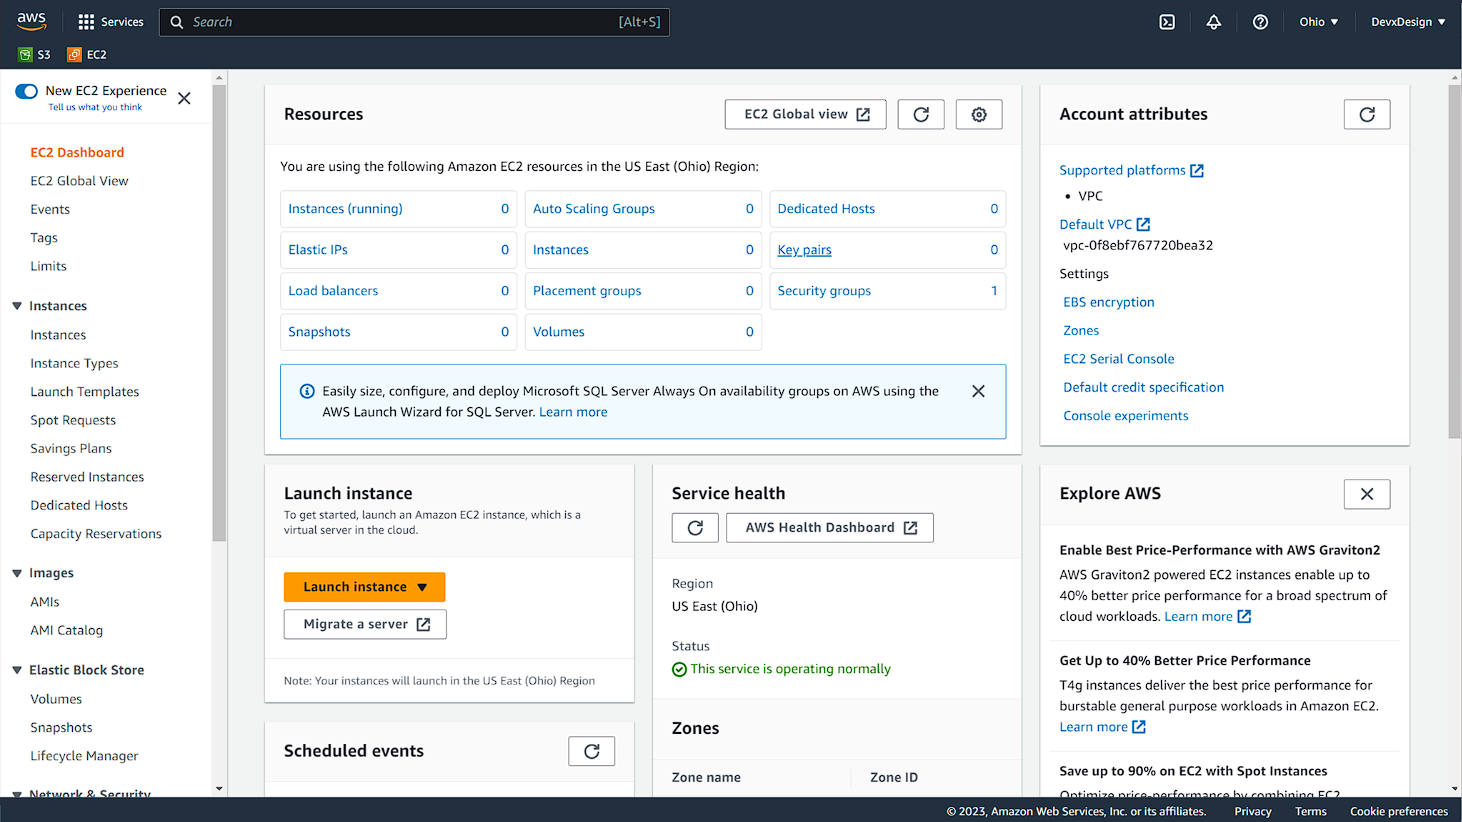 aws
Services
Search
[Alt+S]
Ohio ▼
DevxDesign ▼
S3
EC2
New EC2 Experience
Tell us what you think
EC2 Dashboard
EC2 Global View
Events
Tags
Limits
Instances
Instances
Instance Types
Launch Templates
Spot Requests
Savings Plans
Reserved Instances
Dedicated Hosts
Capacity Reservations
Images
AMIs
AMI Catalog
Elastic Block Store
Volumes
Snapshots
Lifecycle Manager
Network & Security
Resources
EC2 Global view
You are using the following Amazon EC2 resources in the US East (Ohio) Region:
Instances (running) 0
Auto Scaling Groups 0
Dedicated Hosts 0
Elastic IPs 0
Instances 0
Key pairs 0
Load balancers 0
Placement groups 0
Security groups 1
Snapshots 0
Volumes 0
Easily size, configure, and deploy Microsoft SQL Server Always On availability groups on AWS using the
AWS Launch Wizard for SQL Server. Learn more
Launch instance
To get started, launch an Amazon EC2 instance, which is a
virtual server in the cloud.
Launch instance ▼
Migrate a server
Note: Your instances will launch in the US East (Ohio) Region
Scheduled events
Service health
AWS Health Dashboard
Region
US East (Ohio)
Status
This service is operating normally
Zones
Zone name
Zone ID
Account attributes
Supported platforms
• VPC
Default VPC
vpc-0f8ebf767720bea32
Settings
EBS encryption
Zones
EC2 Serial Console
Default credit specification
Console experiments
Explore AWS
Enable Best Price-Performance with AWS Graviton2
AWS Graviton2 powered EC2 instances enable up to
40% better price performance for a broad spectrum of
cloud workloads. Learn more
Get Up to 40% Better Price Performance
T4g instances deliver the best price performance for
burstable general purpose workloads in Amazon EC2.
Learn more
Save up to 90% on EC2 with Spot Instances
Optimize price-performance by combining EC2
© 2023, Amazon Web Services, Inc. or its affiliates.
Privacy
Terms
Cookie preferences